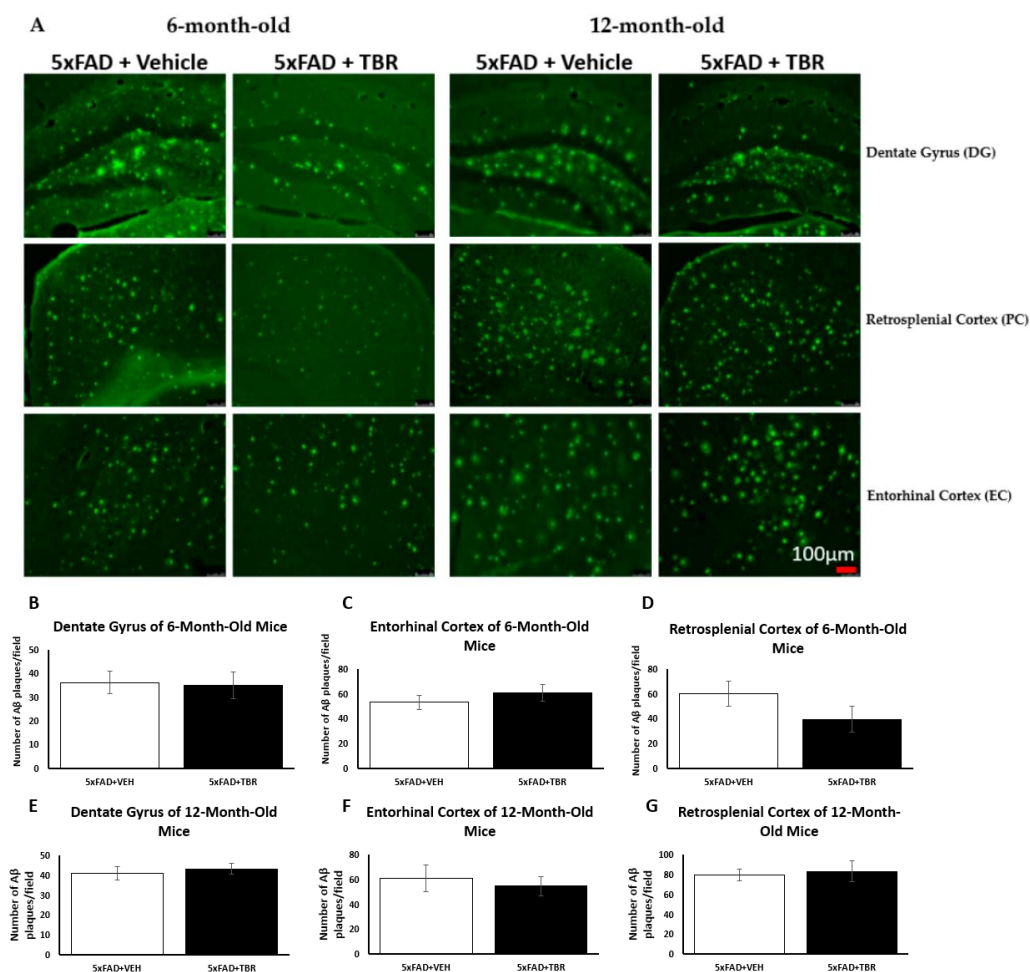 A
6-month-old
12-month-old
5xFAD + Vehicle
5xFAD + TBR
5xFAD + Vehicle
5xFAD + TBR
Dentate Gyrus (DG)
Retrosplenial Cortex (PC)
Entorhinal Cortex (EC)
100µm
B
Dentate Gyrus of 6-Month-Old Mice
Number of Aβ plaques/field
50
40
30
20
10
0
5xFAD+VEH
5xFAD+TBR
C
Entorhinal Cortex of 6-Month-Old
Mice
Number of Aβ plaques/field
80
60
40
20
0
5xFAD+VEH
5xFAD+TBR
D
Retrosplenial Cortex of 6-Month-Old
Mice
Number of Aβ plaques/field
80
60
40
20
0
5xFAD+VEH
5xFAD+TBR
E
Dentate Gyrus of 12-Month-Old
Mice
Number of Aβ
plaques/field
50
40
30
20
10
0
5xFAD+VEH
5xFAD+TBR
F
Entorhinal Cortex of 12-Month-Old
Mice
Number of Aβ
plaques/field
80
60
40
20
0
5xFAD+VEH
5xFAD+TBR
G
Retrosplenial Cortex of 12-Month-
Old Mice
Number of Aβ
plaques/field
100
80
60
40
20
0
5xFAD+VEH
5xFAD+TBR